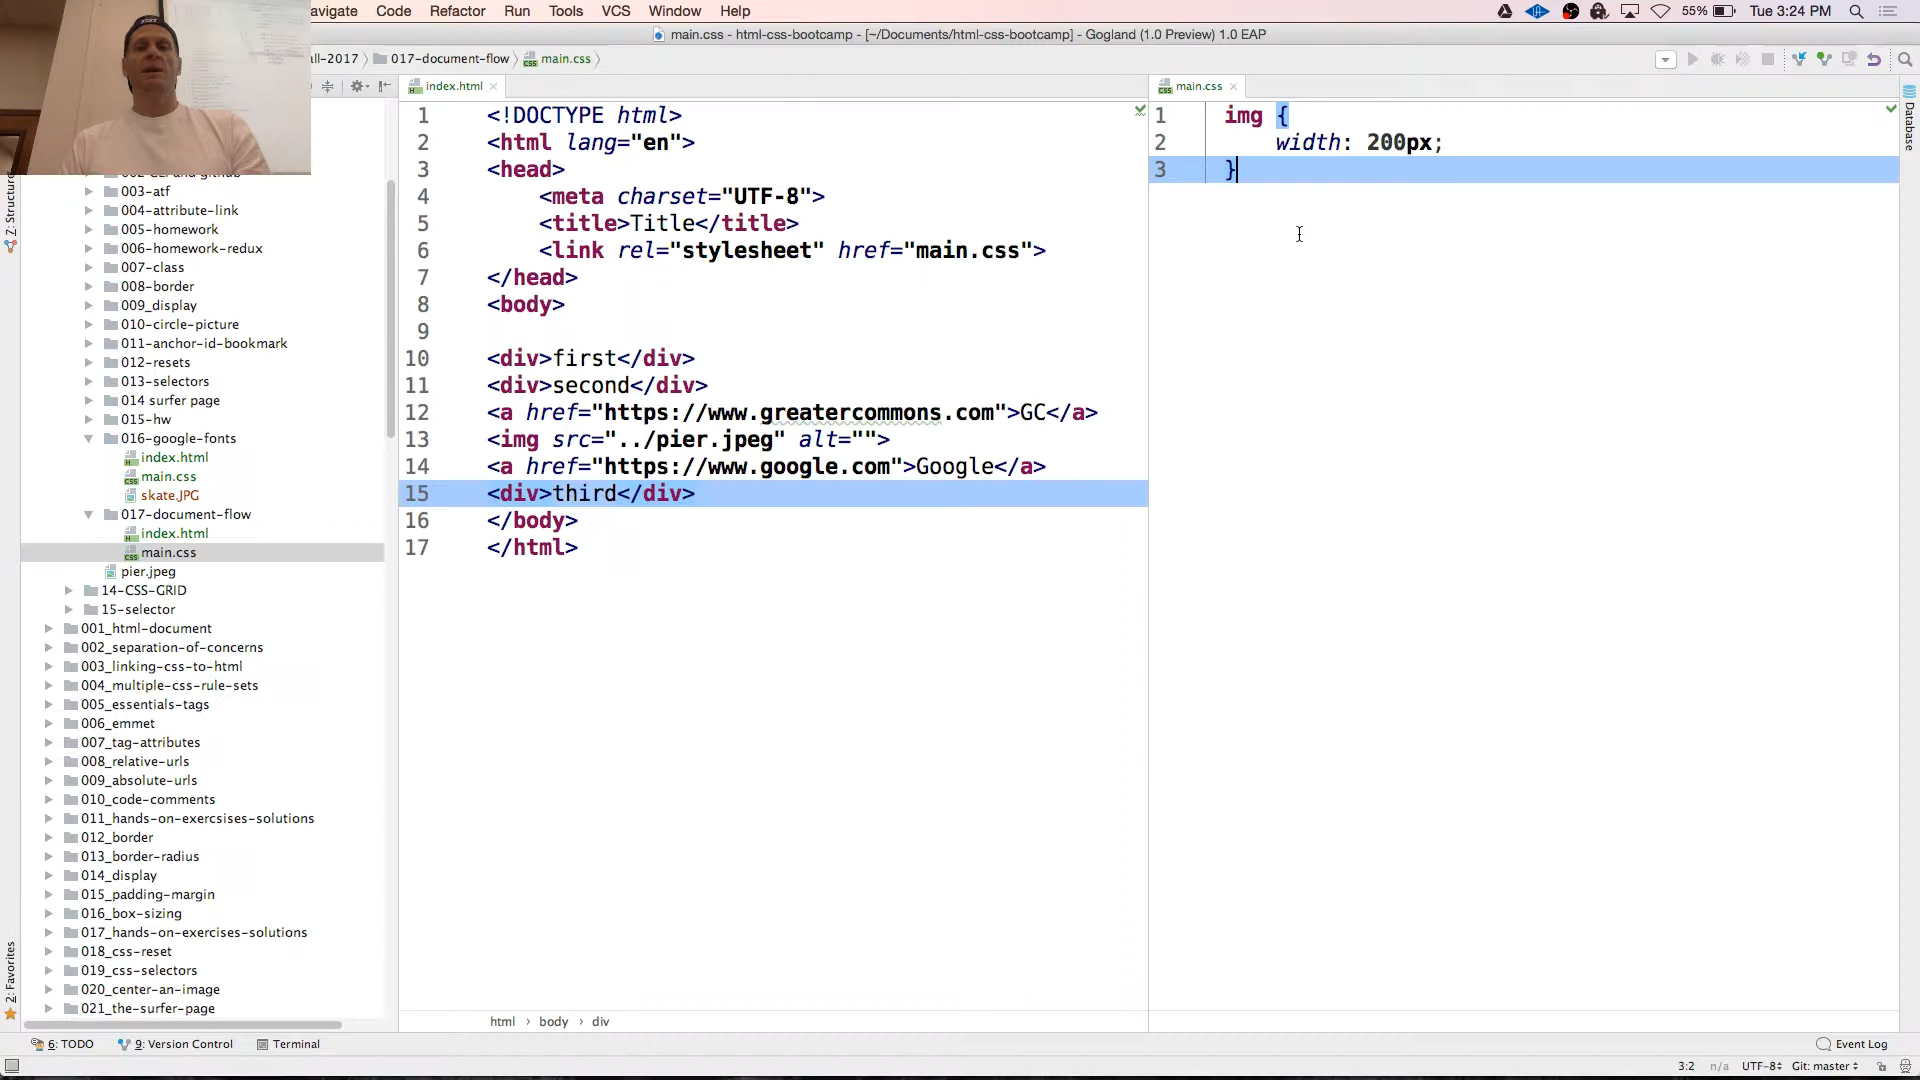 avigate Code Refactor Run Tools VCS Window Help 55% Tue 3:24 PM
main.css - html-css-bootcamp - [~/Documents/html-css-bootcamp] - Gogland (1.0 Preview) 1.0 EAP
ll-2017 017-document-flow main.css
index.html
main.css
Z: Structure
003-atf
004-attribute-link
005-homework
006-homework-redux
007-class
008-border
009_display
010-circle-picture
011-anchor-id-bookmark
012-resets
013-selectors
014 surfer page
015-hw
016-google-fonts
index.html
main.css
skate.JPG
017-document-flow
index.html
main.css
pier.jpeg
14-CSS-GRID
15-selector
001_html-document
002_separation-of-concerns
003_linking-css-to-html
004_multiple-css-rule-sets
005_essentials-tags
006_emmet
007_tag-attributes
008_relative-urls
009_absolute-urls
010_code-comments
011_hands-on-exercsises-solutions
012_border
013_border-radius
014_display
015_padding-margin
016_box-sizing
017_hands-on-exercises-solutions
018_css-reset
019_css-selectors
020_center-an-image
021_the-surfer-page
2: Favorites
1 <!DOCTYPE html>
2 <html lang="en">
3 <head>
4 <meta charset="UTF-8">
5 <title>Title</title>
6 <link rel="stylesheet" href="main.css">
7 </head>
8 <body>
9
10 <div>first</div>
11 <div>second</div>
12 <a href="https://www.greatercommons.com">GC</a>
13 <img src="../pier.jpeg" alt="">
14 <a href="https://www.google.com">Google</a>
15 <div>third</div>
16 </body>
17 </html>
html › body › div
1 img {
2 width: 200px;
3 }
Database
6: TODO 9: Version Control Terminal Event Log
3:2 n/a UTF-8 Git: master